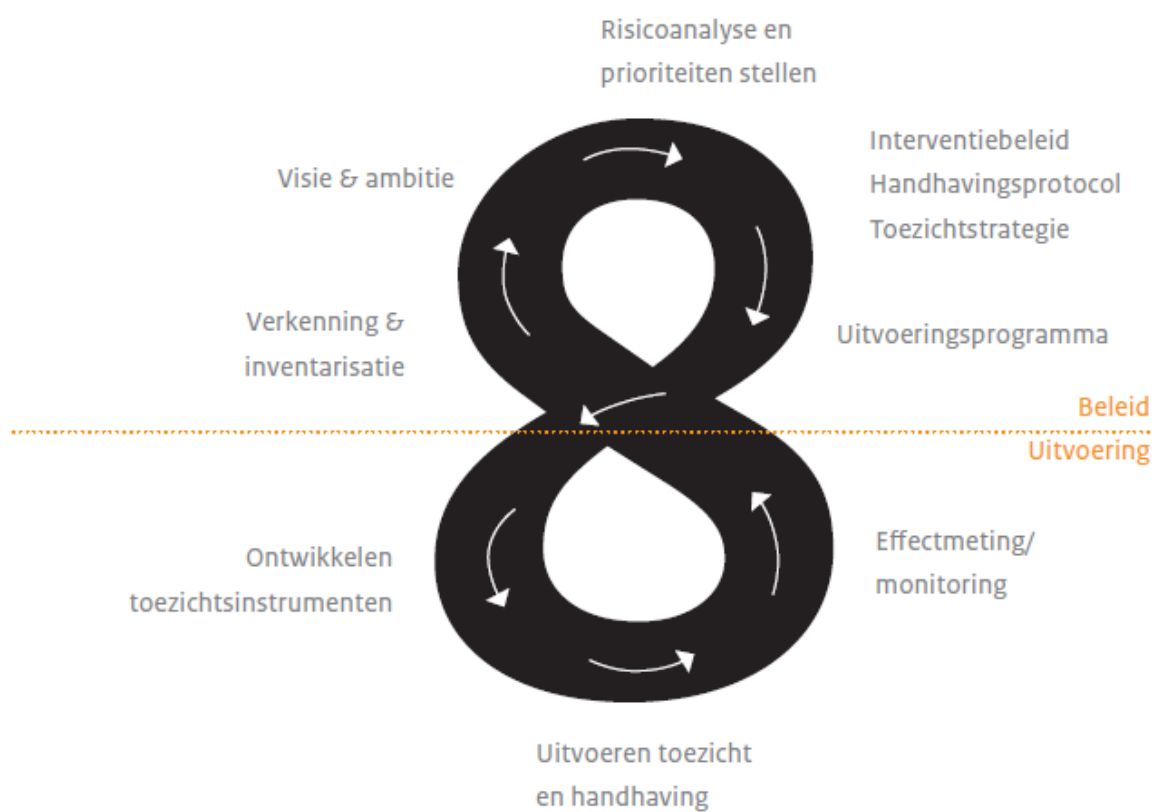 Risicoanalyse en
prioriteiten stellen
Interventiebeleid
Handhavingsprotocol
Toezichtstrategie
Visie & ambitie
Verkenning &
inventarisatie
Uitvoeringsprogramma
Beleid
Uitvoering
Effectmeting/
monitoring
Ontwikkelen
toezichtsinstrumenten
Uitvoeren toezicht
en handhaving